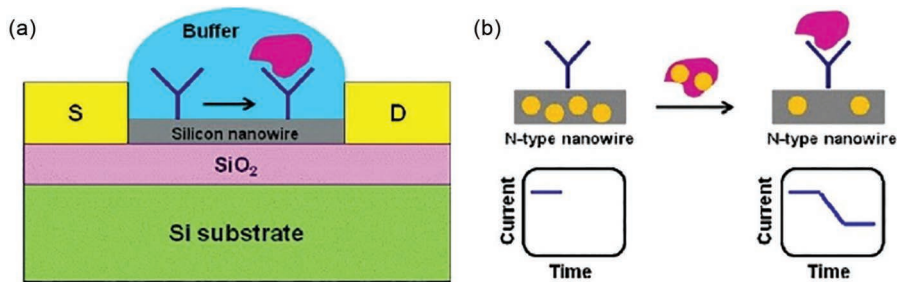 (a)
Buffer
S
D
Silicon nanowire
SiO₂
Si substrate
(b)
N-type nanowire
N-type nanowire
Current
Time
Current
Time